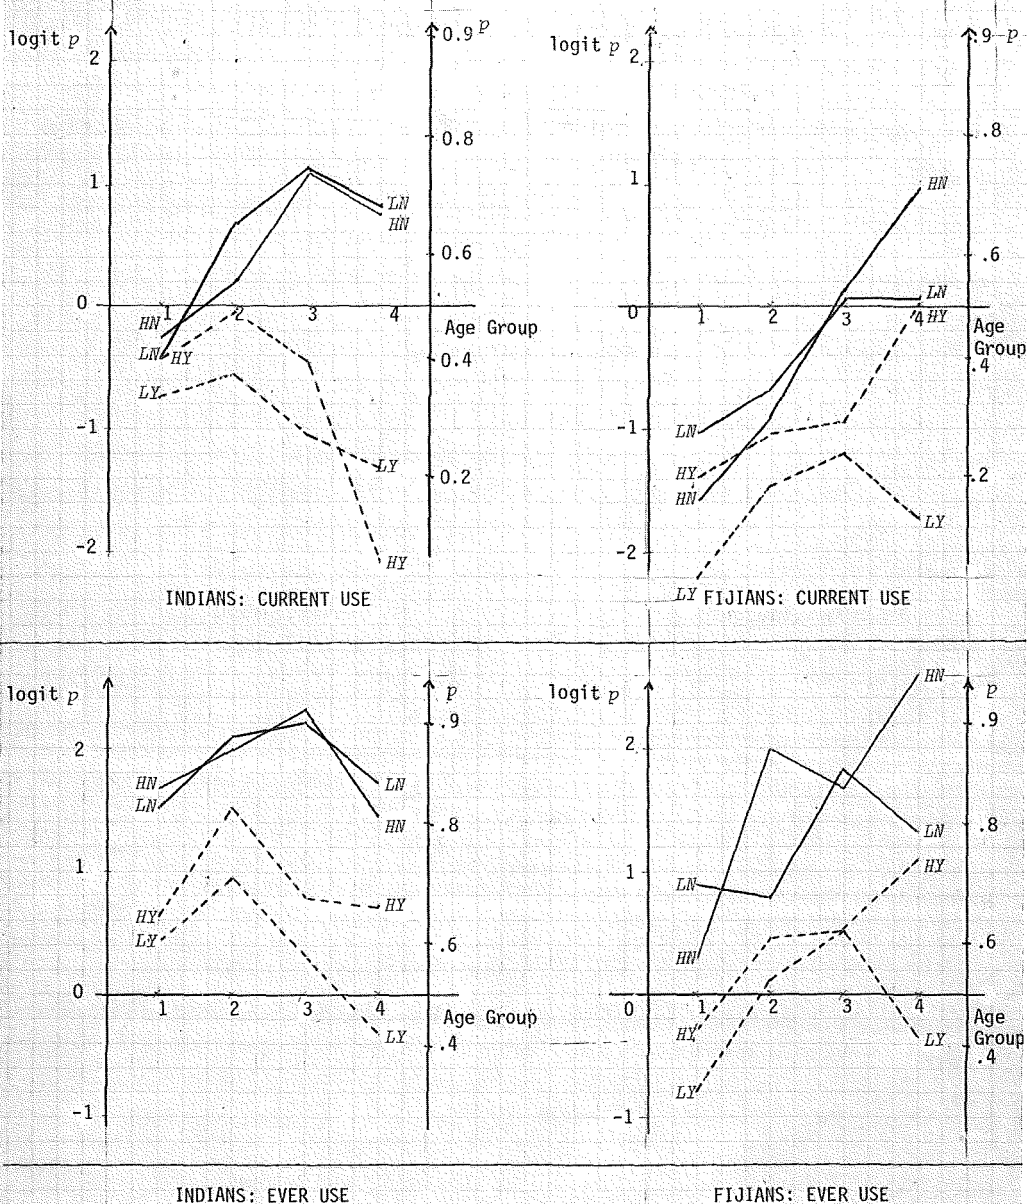 logit p
0.9 p
2
0.8
1
LN
HN
0.6
0
1 2 3 4
Age Group
HN
LN HY
0.4
LY
-1
LY
0.2
-2
HY
INDIANS: CURRENT USE
logit p
.9 p
2
.8
1
HN
.6
LN
0
1 2 3 4
HY
Age
Group
.4
LN
-1
HY
.2
HN
LY
-2
LY
FIJIANS: CURRENT USE
logit p
p
.9
2
HN
LN
LN
.8
HN
1
HY
HY
LY
.6
0
1 2 3 4
Age Group
LY
.4
-1
INDIANS: EVER USE
logit p
HN
p
.9
2
.8
LN
HY
1
LN
.6
HN
0
1 2 3 4
Age
Group
HY
LY
.4
LY
-1
FIJIANS: EVER USE